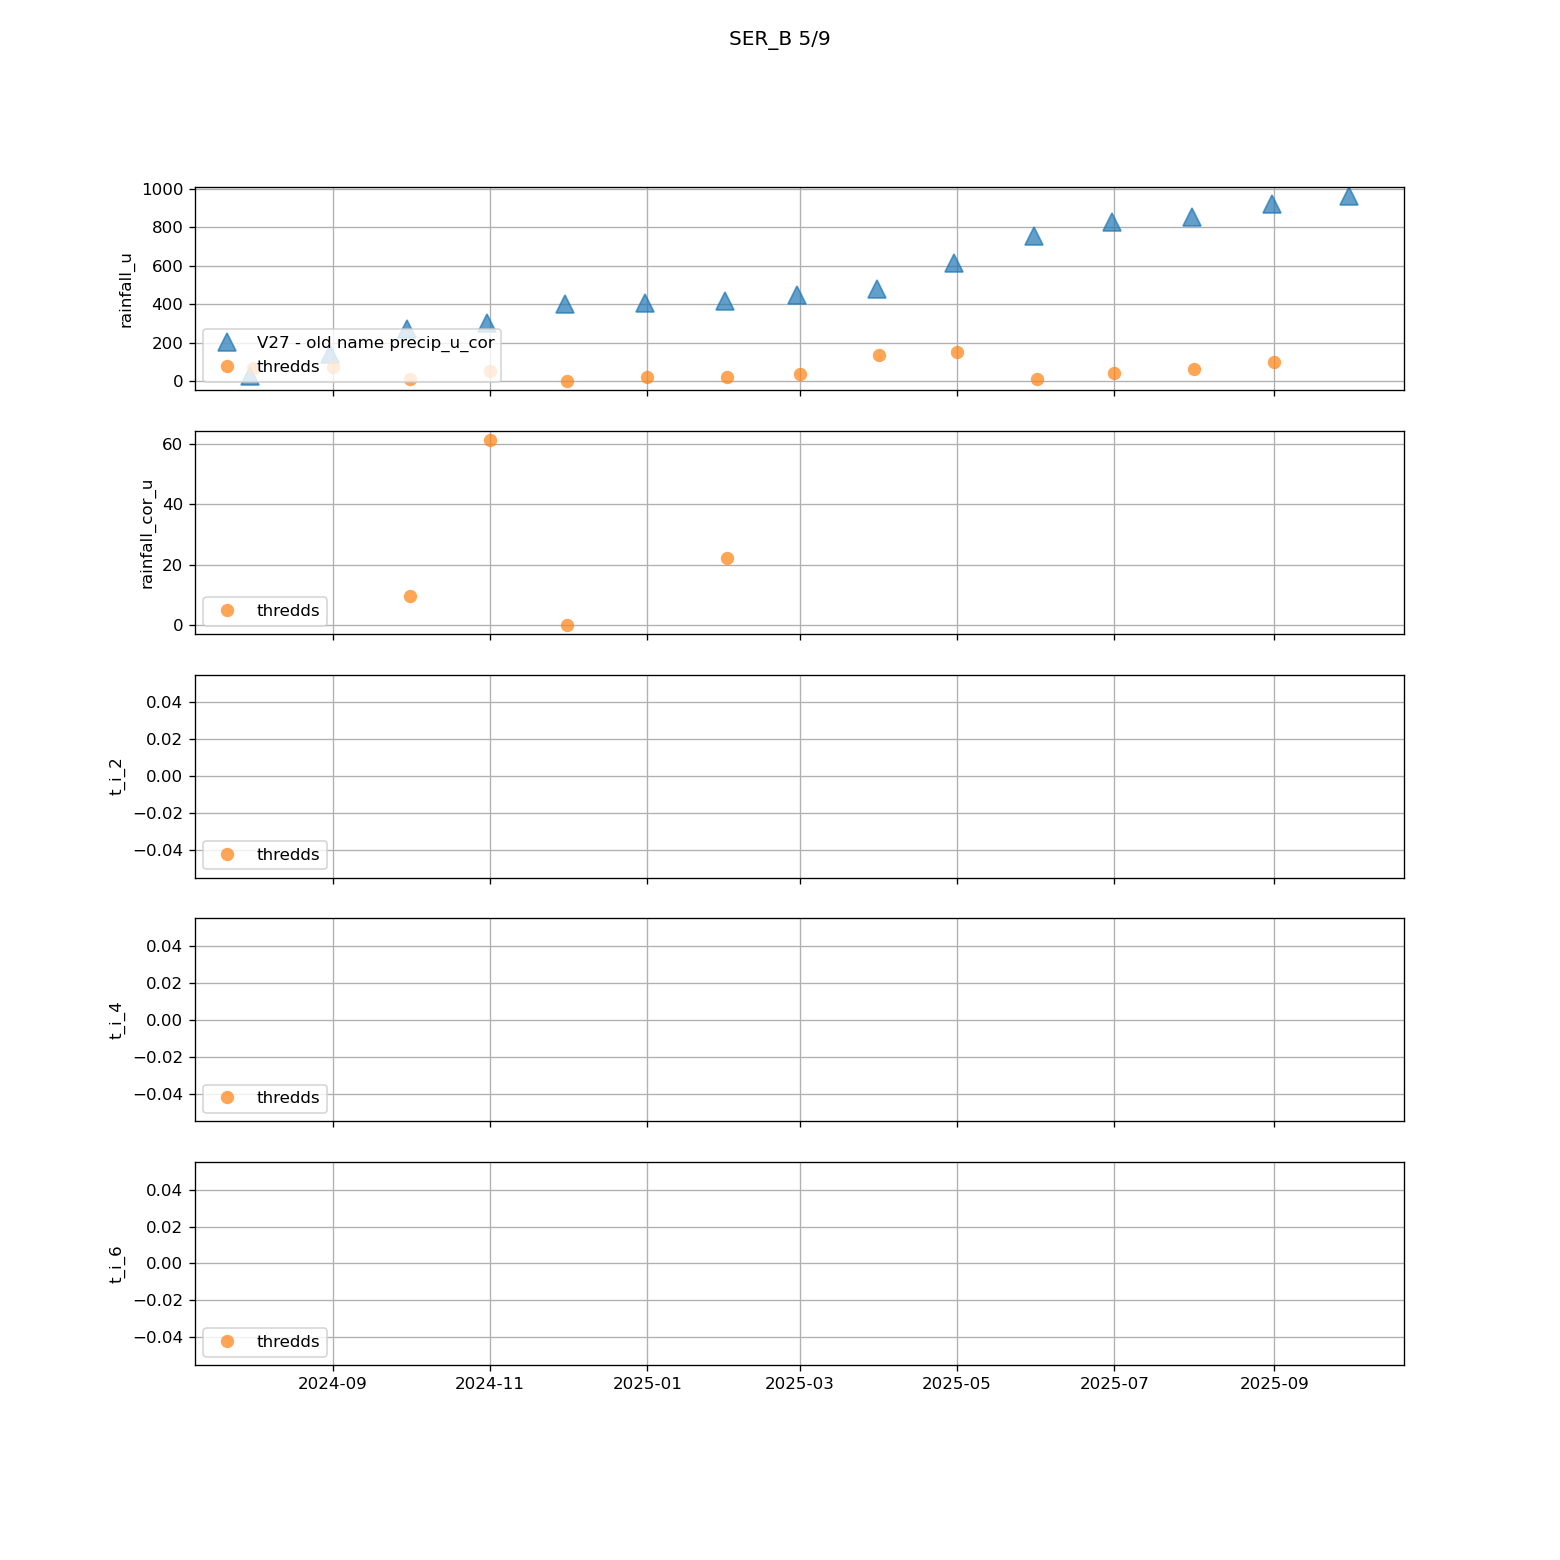 SER_B 5/9
1000
800
600
400
200
0
rainfall_u
V27 - old name precip_u_cor
thredds
60
40
20
0
rainfall_cor_u
thredds
0.04
0.02
0.00
−0.02
−0.04
t_i_2
thredds
0.04
0.02
0.00
−0.02
−0.04
t_i_4
thredds
0.04
0.02
0.00
−0.02
−0.04
t_i_6
thredds
2024-09 2024-11 2025-01 2025-03 2025-05 2025-07 2025-09